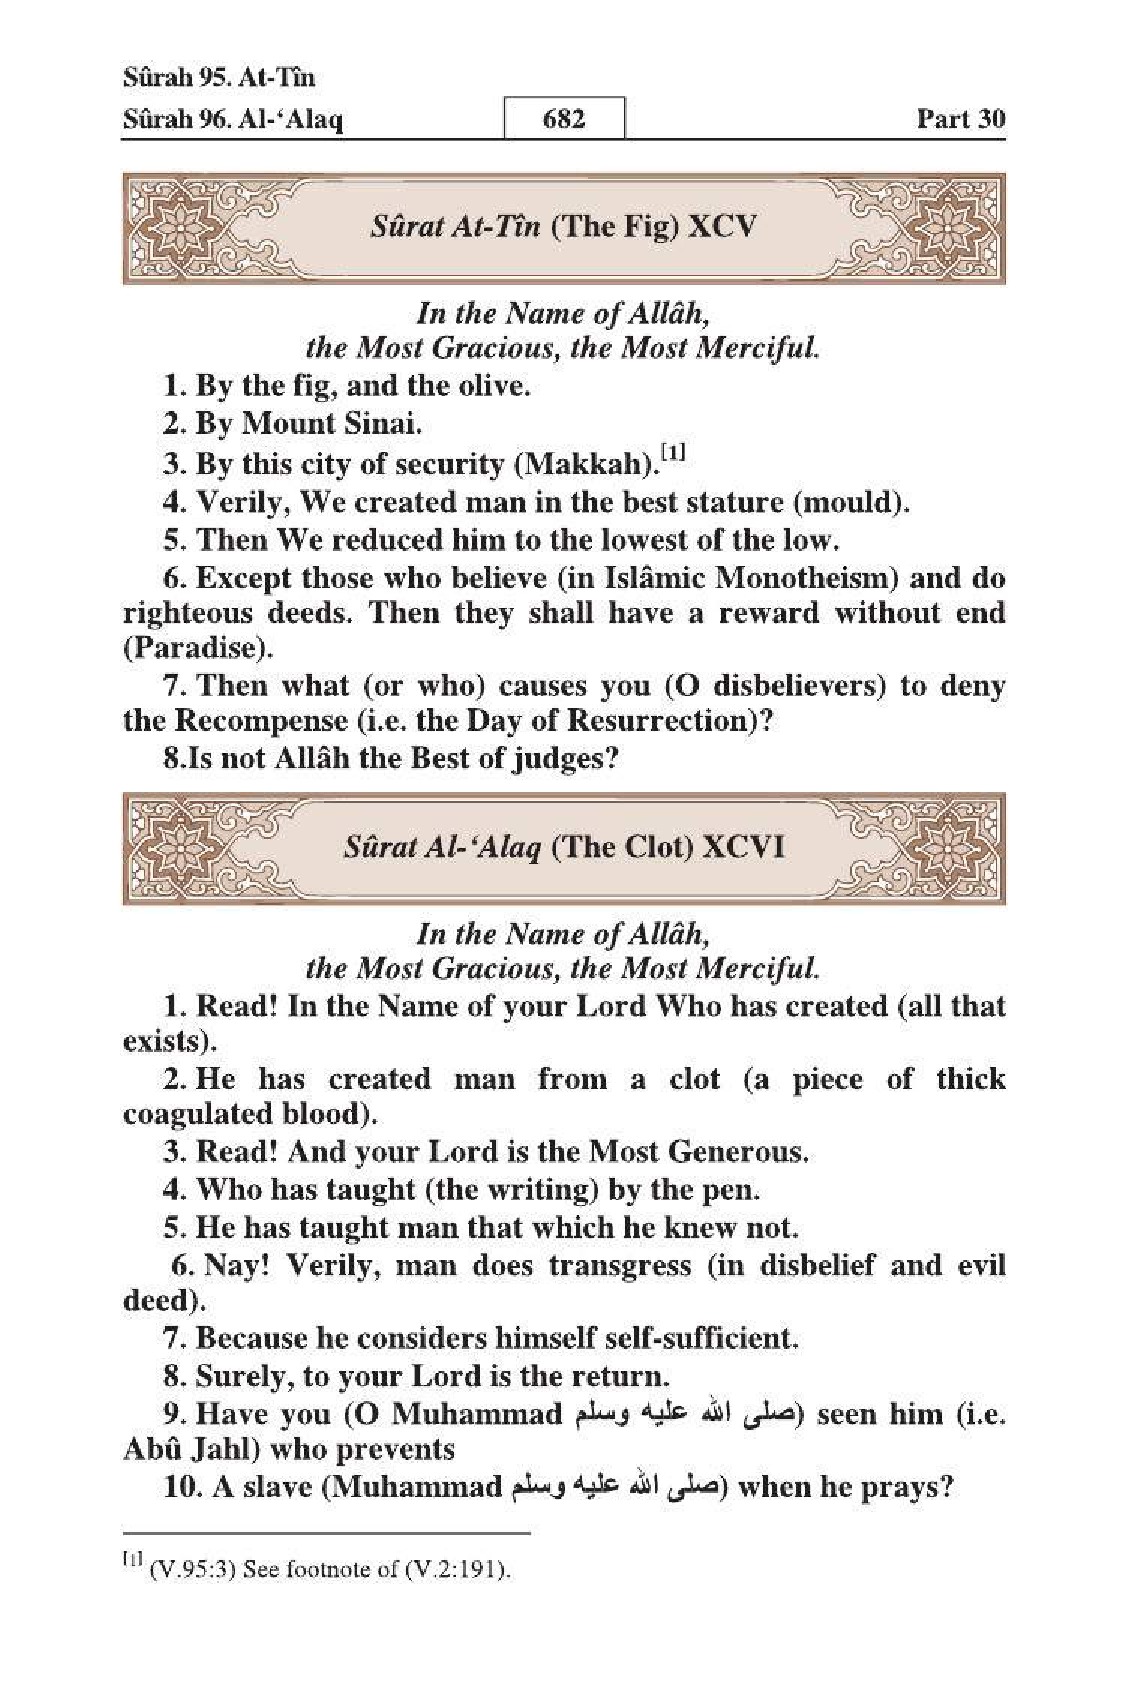 Sûrah 95. At-Tîn
Sûrah 96. Al-‘Alaq 682 Part 30
Sûrat At-Tîn (The Fig) XCV
In the Name of Allâh,
the Most Gracious, the Most Merciful.
1. By the fig, and the olive.
2. By Mount Sinai.
3. By this city of security (Makkah).[1]
4. Verily, We created man in the best stature (mould).
5. Then We reduced him to the lowest of the low.
6. Except those who believe (in Islâmic Monotheism) and do
righteous deeds. Then they shall have a reward without end
(Paradise).
7. Then what (or who) causes you (O disbelievers) to deny
the Recompense (i.e. the Day of Resurrection)?
8.Is not Allâh the Best of judges?
Sûrat Al-‘Alaq (The Clot) XCVI
In the Name of Allâh,
the Most Gracious, the Most Merciful.
1. Read! In the Name of your Lord Who has created (all that
exists).
2. He has created man from a clot (a piece of thick
coagulated blood).
3. Read! And your Lord is the Most Generous.
4. Who has taught (the writing) by the pen.
5. He has taught man that which he knew not.
6. Nay! Verily, man does transgress (in disbelief and evil
deed).
7. Because he considers himself self-sufficient.
8. Surely, to your Lord is the return.
9. Have you (O Muhammad صلى الله عليه وسلم) seen him (i.e.
Abû Jahl) who prevents
10. A slave (Muhammad صلى الله عليه وسلم) when he prays?
[1] (V.95:3) See footnote of (V.2:191).